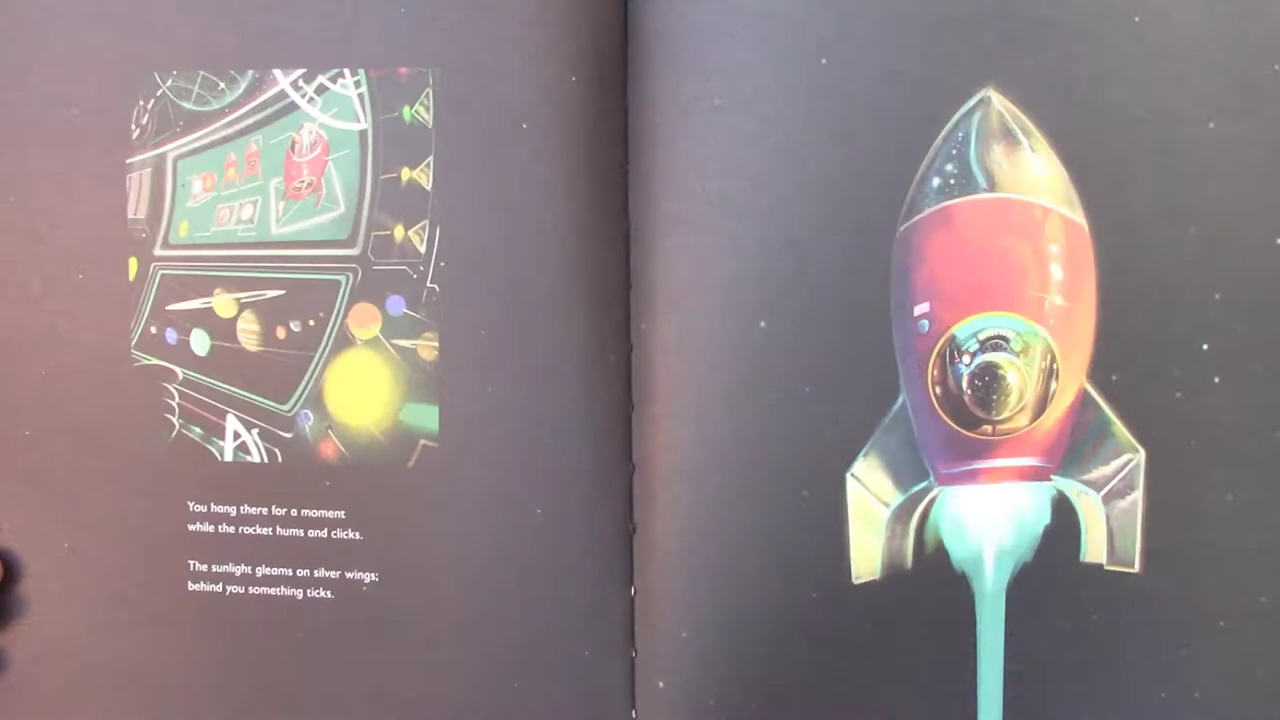 You hang there for a moment
while the rocket hums and clicks.
The sunlight gleams on silver wings;
behind you something ticks.